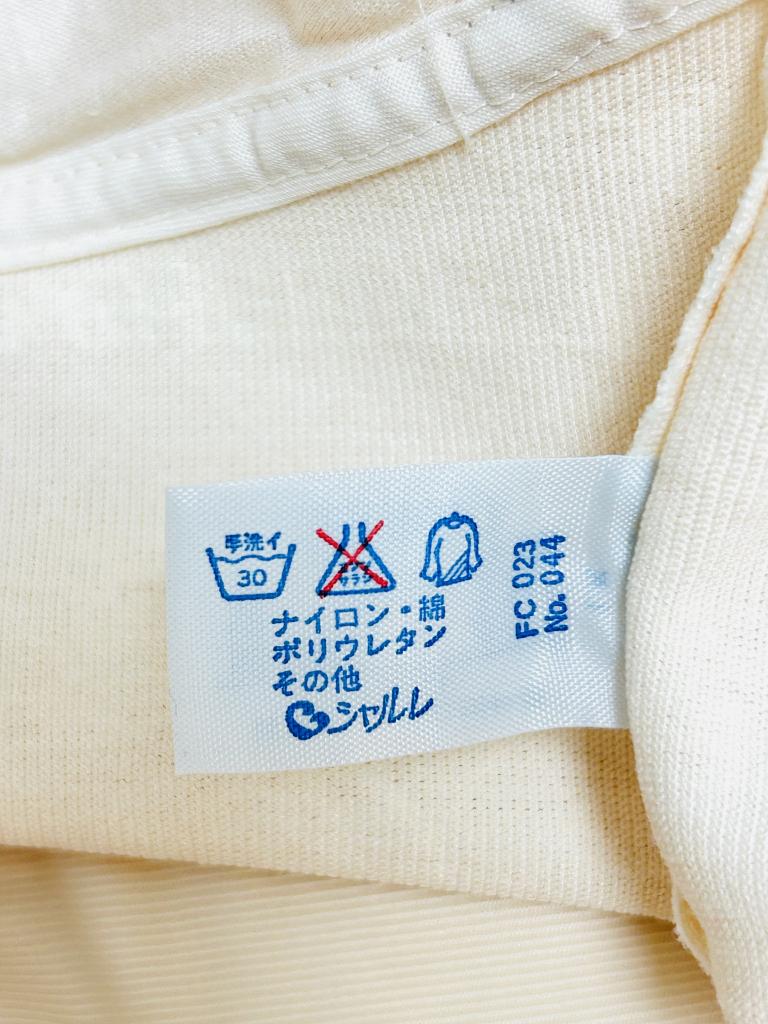 手洗イ
30
エンソ
サラシ
ナイロン・綿
ポリウレタン
その他
シャルレ
FC 023
No. 044